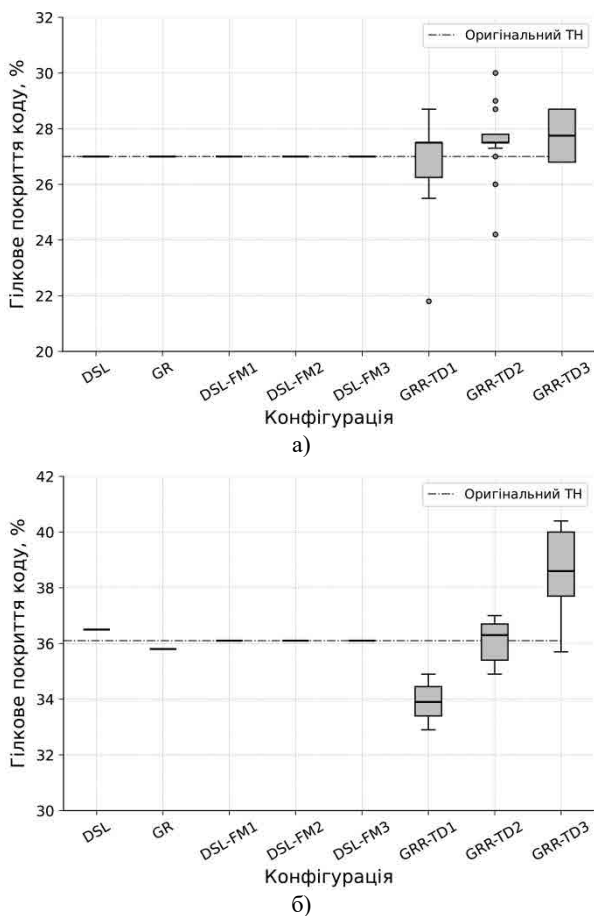 32
30
28
26
24
22
20
Гілкове покриття коду, %
Оригінальний ТН
DSL
GR
DSL-FM1
DSL-FM2
DSL-FM3
GRR-TD1
GRR-TD2
GRR-TD3
Конфігурація
а)
42
40
38
36
34
32
30
Гілкове покриття коду, %
Оригінальний ТН
DSL
GR
DSL-FM1
DSL-FM2
DSL-FM3
GRR-TD1
GRR-TD2
GRR-TD3
Конфігурація
б)